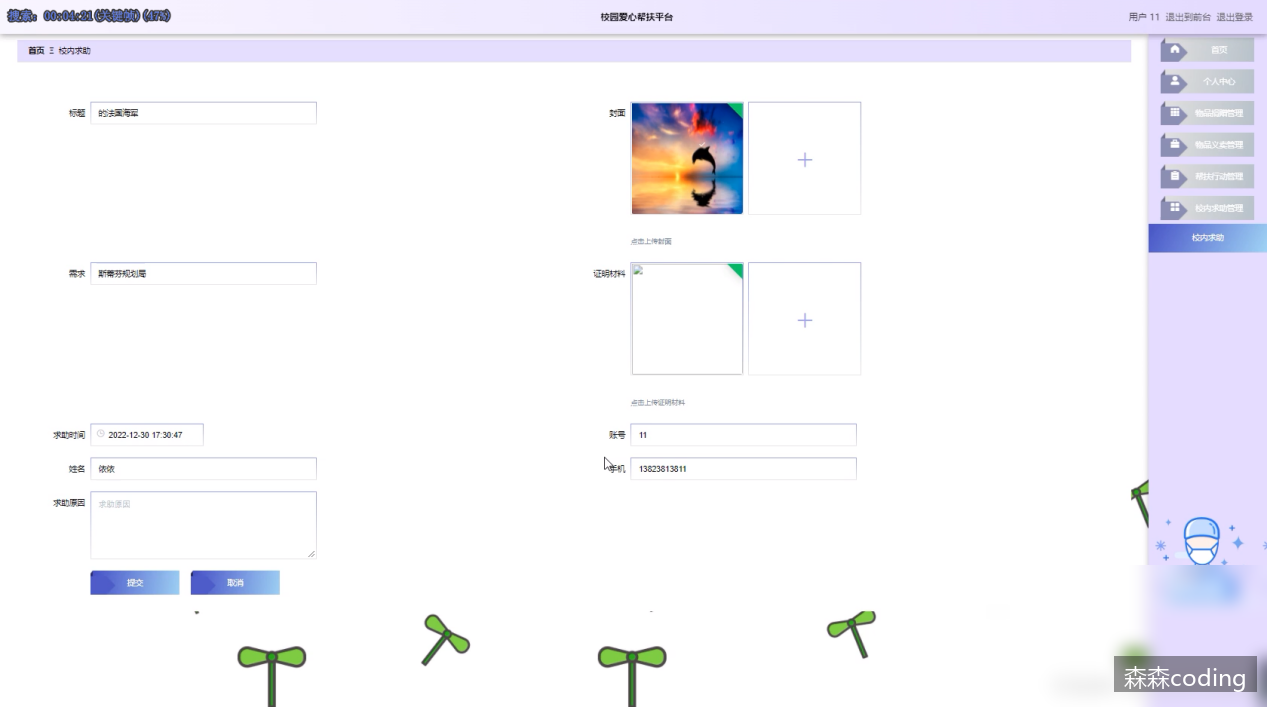 搜索: 00:04:21 (关键帧) (47%)
校园爱心帮扶平台
用户 11 退出到前台 退出登录
首页 Ξ 校内求助
首页
个人中心
物品捐赠管理
物品义卖管理
帮扶行动管理
校内求助管理
校内求助
标题 的法国海军
封面
点击上传封面
需求 斯蒂芬规划局
证明材料
点击上传证明材料
求助时间 2022-12-30 17:30:47
账号 11
姓名 依依
手机 13823813811
求助原因 求助原因
提交 取消
森森coding